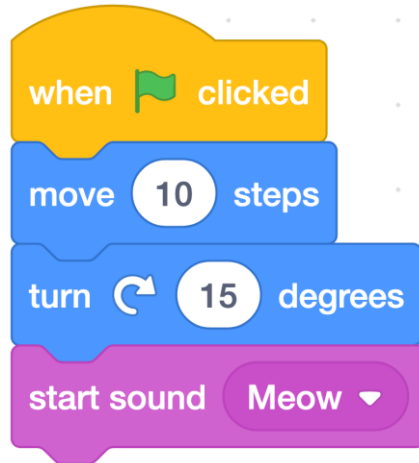 when clicked
move 10 steps
turn 15 degrees
start sound Meow